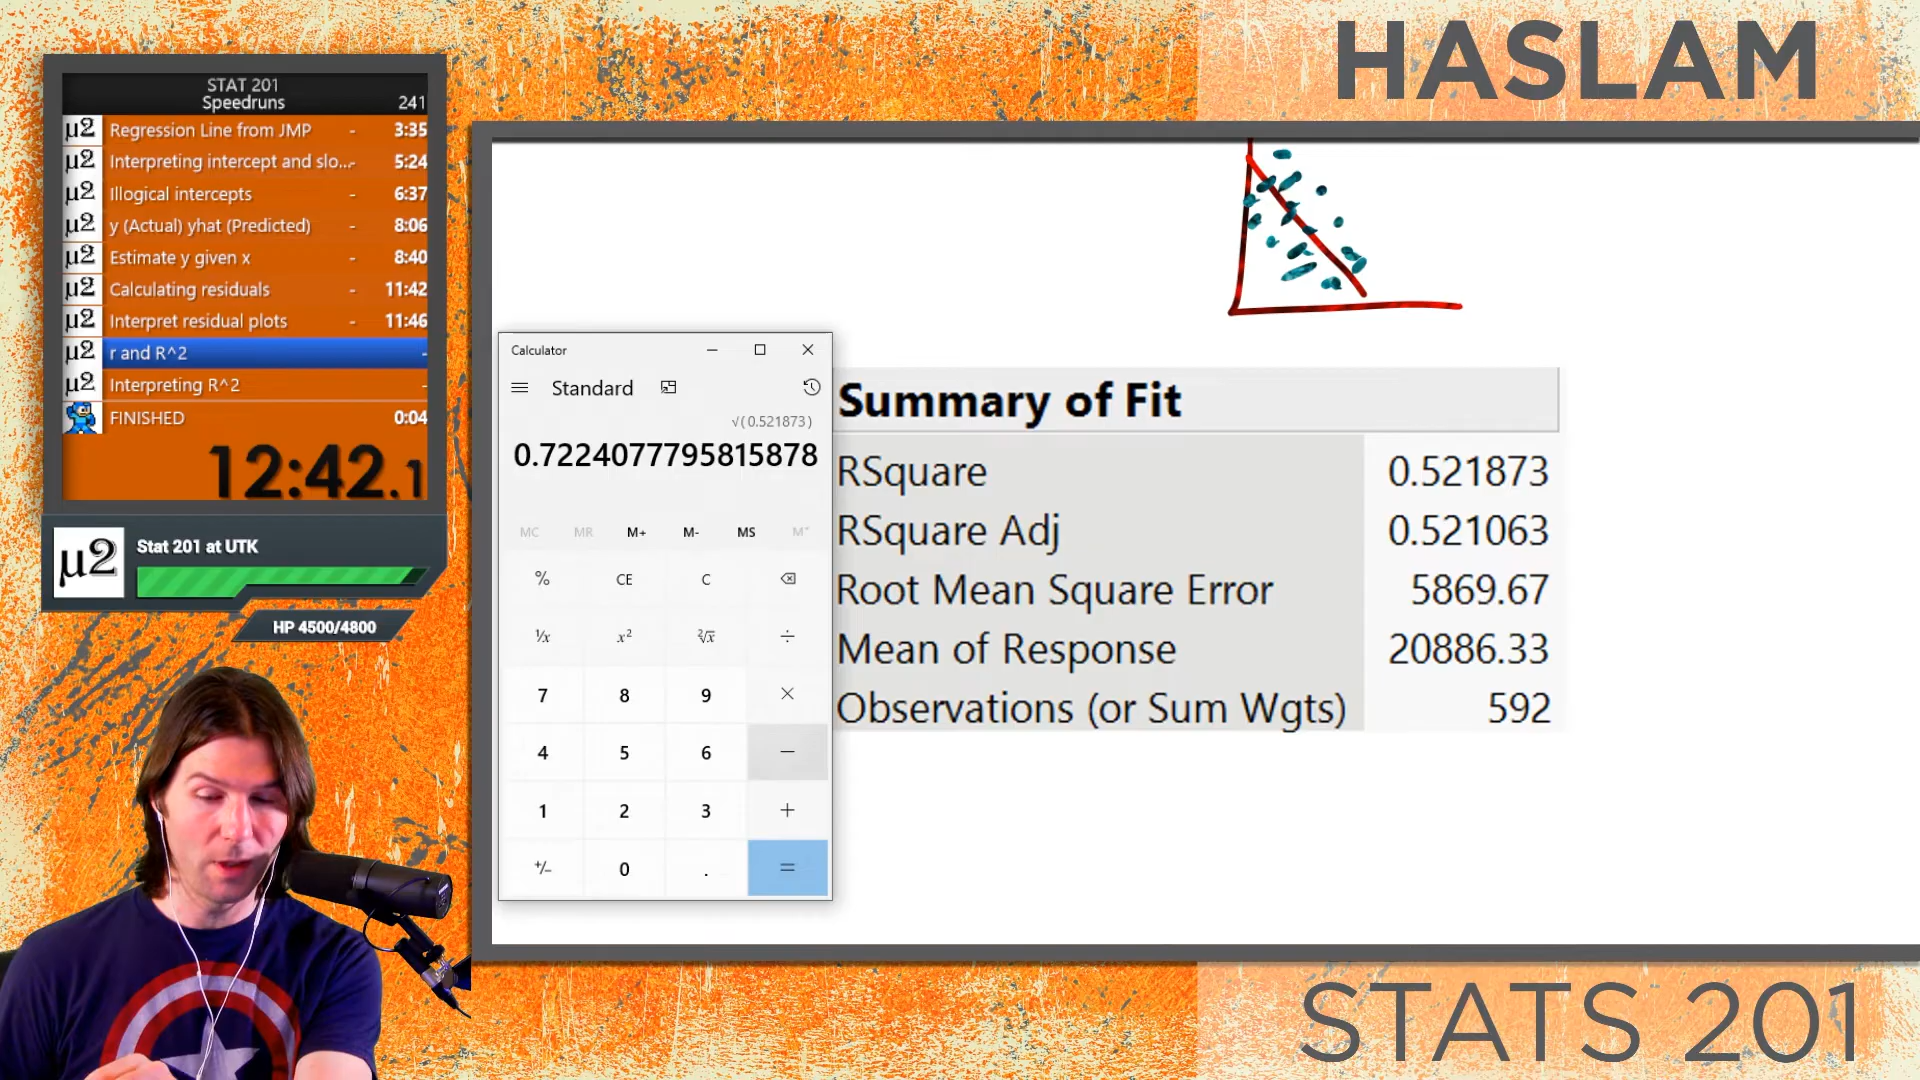 HASLAM
STAT 201
Speedruns 241
μ2 Regression Line from JMP - 3:35
μ2 Interpreting intercept and slo... - 5:24
μ2 Illogical intercepts - 6:37
μ2 y (Actual) yhat (Predicted) - 8:06
μ2 Estimate y given x - 8:40
μ2 Calculating residuals - 11:42
μ2 Interpret residual plots - 11:46
μ2 r and R^2 -
μ2 Interpreting R^2 -
FINISHED 0:04
12:42.1
μ2 Stat 201 at UTK
HP 4500/4800
Calculator
Standard
√(0.521873)
0.7224077795815878
MC MR M+ M- MS M˅
% CE C
¹/x x² ²√x ÷
7 8 9 ×
4 5 6 −
1 2 3 +
+/− 0 . =
Summary of Fit
RSquare 0.521873
RSquare Adj 0.521063
Root Mean Square Error 5869.67
Mean of Response 20886.33
Observations (or Sum Wgts) 592
STATS 201